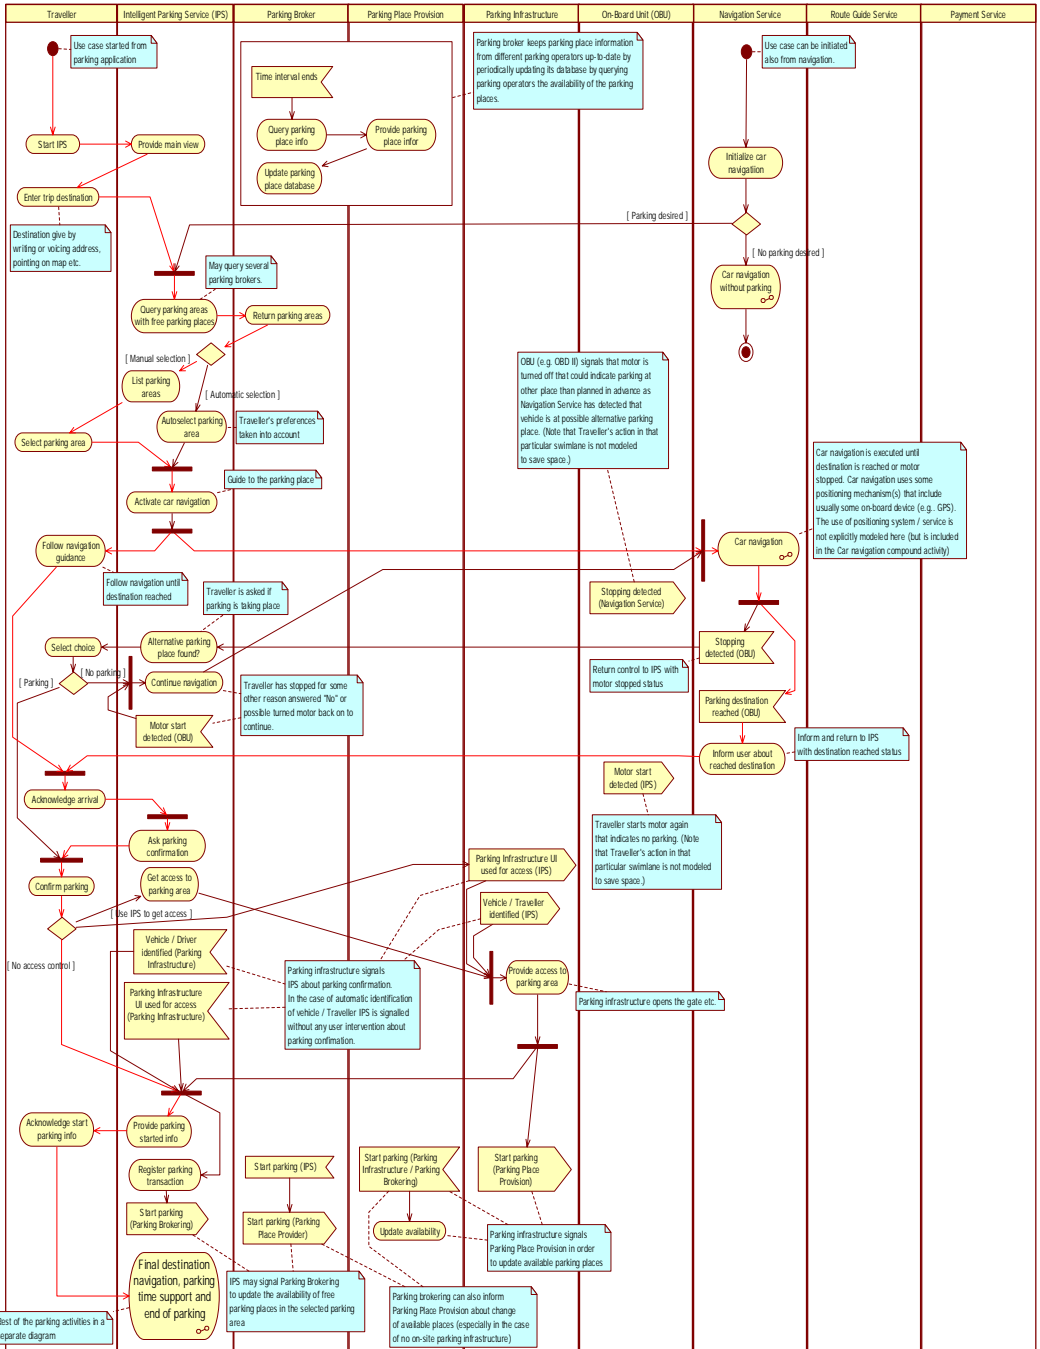 Traveller
Intelligent Parking Service (IPS)
Parking Broker
Parking Place Provision
Parking Infrastructure
On-Board Unit (OBU)
Navigation Service
Route Guide Service
Payment Service
Use case started from
parking application
Time interval ends
Query parking
place info
Provide parking
place infor
Update parking
place database
Parking broker keeps parking place information
from different parking operators up-to-date by
periodically updating its database by querying
parking operators the availability of the parking
places.
Use case can be initiated
also from navigation.
Start IPS
Provide main view
Enter trip destination
Destination give by
writing or voicing address,
pointing on map etc.
Initialize car
navigatiion
[ Parking desired ]
[ No parking desired ]
Car navigation
without parking
May query several
parking brokers.
Query parking areas
with free parking places
Return parking areas
[ Manual selection ]
List parking
areas
[ Automatic selection ]
Autoselect parking
area
Traveller's preferences
taken into account
Select parking area
Guide to the parking place
Activate car navigation
OBU (e.g. OBD II) signals that motor is
turned off that could indicate parking at
other place than planned in advance as
Navigation Service has detected that
vehicle is at possible alternative parking
place. (Note that Traveller's action in that
particular swimlane is not modeled
to save space.)
Car navigation is executed until
destination is reached or motor
stopped. Car navigation uses some
positioning mechanism(s) that include
usually some on-board device (e.g.. GPS).
The use of positioning system / service is
not explicitly modeled here (but is included
in the Car navigation compound activity)
Follow navigation
guidance
Follow navigation until
destination reached
Car navigation
Stopping detected
(Navigation Service)
Traveller is asked if
parking is taking place
Select choice
Alternative parking
place found?
Stopping
detected (OBU)
Return control to IPS with
motor stopped status
[ Parking ]
[ No parking ]
Continue navigation
Traveller has stopped for some
other reason answered "No" or
possible turned motor back on to
continue.
Motor start
detected (OBU)
Parking destination
reached (OBU)
Inform user about
reached destination
Inform and return to IPS
with destination reached status
Motor start
detected (IPS)
Traveller starts motor again
that indicates no parking. (Note
that Traveller's action in that
particular swimlane is not modeled
to save space.)
Acknowledge arrival
Ask parking
confirmation
Confirm parking
Get access to
parking area
[ Use IPS to get access ]
[ No access control ]
Parking Infrastructure UI
used for access (IPS)
Vehicle / Traveller
identified (IPS)
Vehicle / Driver
identified (Parking
Infrastructure)
Parking Infrastructure
UI used for access
(Parking Infrastructure)
Parking infrastructure signals
IPS about parking confirmation.
In the case of automatic identification
of vehicle / Traveller IPS is signalled
without any user intervention about
parking confimation.
Provide access to
parking area
Parking infrastructure opens the gate etc.
Acknowledge start
parking info
Provide parking
started info
Register parking
transaction
Start parking
(Parking Brokering)
Start parking (IPS)
Start parking (Parking
Place Provider)
Start parking (Parking
Infrastructure / Parking
Brokering)
Update availability
Start parking
(Parking Place
Provision)
Parking infrastructure signals
Parking Place Provision in order
to update available parking places
Final destination
navigation, parking
time support and
end of parking
Rest of the parking activities in a
separate diagram
IPS may signal Parking Brokering
to update the availability of free
parking places in the selected parking
area
Parking brokering can also inform
Parking Place Provision about change
of available places (especially in the case
of no on-site parking infrastructure)